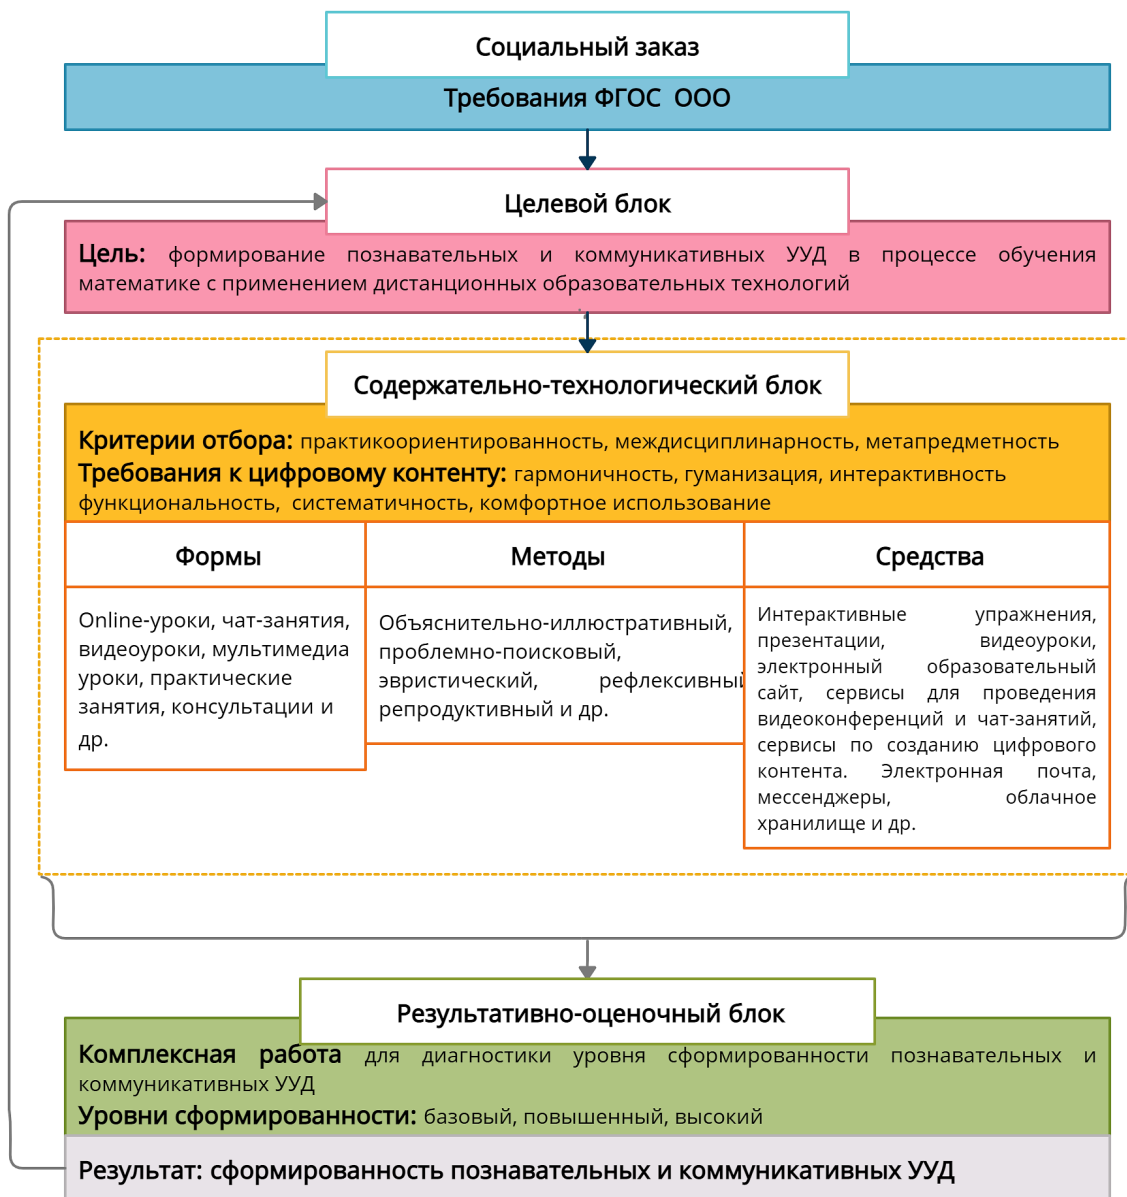 Социальный заказ
Требования ФГОС  ООО
Целевой блок
Цель: формирование познавательных и коммуникативных УУД в процессе обучения
математике с применением дистанционных образовательных технологий
Содержательно-технологический блок
Критерии отбора: практикоориентированность, междисциплинарность, метапредметность
Требования к цифровому контенту: гармоничность, гуманизация, интерактивность
функциональность,  систематичность, комфортное использование
Формы
Online-уроки, чат-занятия,
видеоуроки, мультимедиа
уроки, практические
занятия, консультации и
др.
Методы
Объяснительно-иллюстративный,
проблемно-поисковый,
эвристический, рефлексивный
репродуктивный и др.
Средства
Интерактивные упражнения,
презентации, видеоуроки,
электронный образовательный
сайт, сервисы для проведения
видеоконференций и чат-занятий,
сервисы по созданию цифрового
контента. Электронная почта,
мессенджеры, облачное
хранилище и др.
Результативно-оценочный блок
Комплексная работа для диагностики уровня сформированности познавательных и
коммуникативных УУД
Уровни сформированности: базовый, повышенный, высокий
Результат: сформированность познавательных и коммуникативных УУД